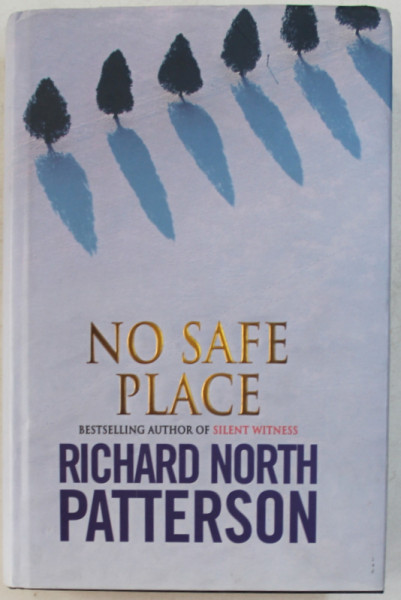 NO SAFE
PLACE
BESTSELLING AUTHOR OF SILENT WITNESS
RICHARD NORTH
PATTERSON